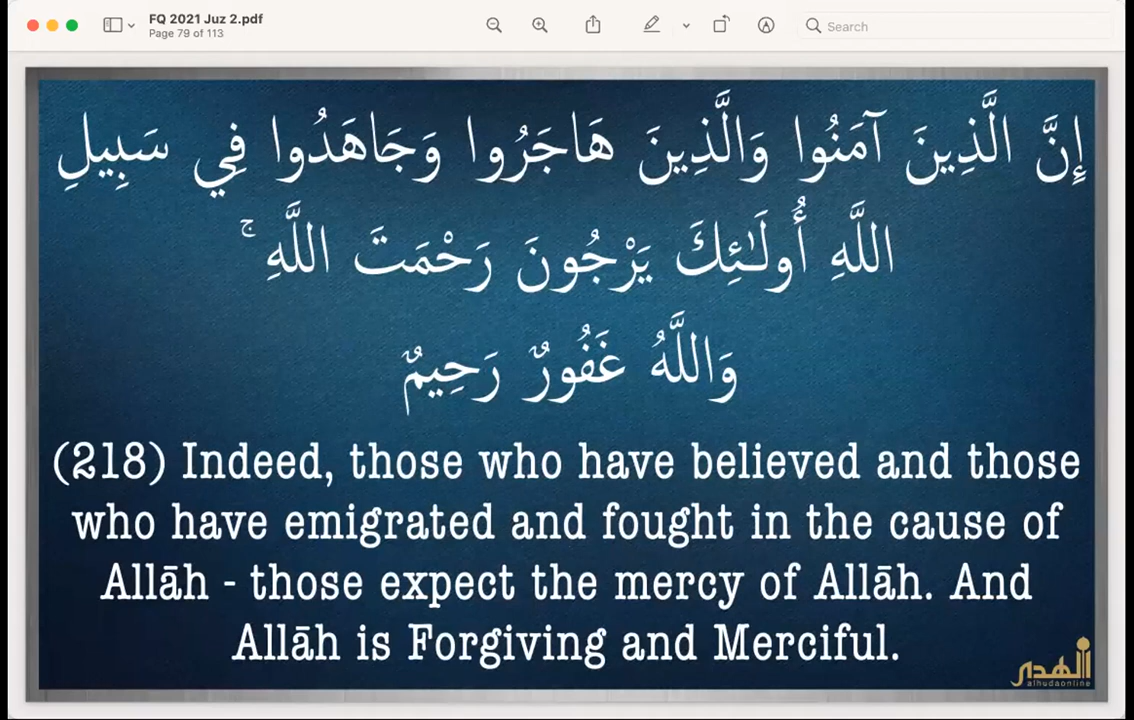 FQ 2021 Juz 2.pdf
Page 79 of 113
Search
إِنَّ الَّذِينَ آمَنُوا وَالَّذِينَ هَاجَرُوا وَجَاهَدُوا فِي سَبِيلِ
اللَّهِ أُولَٰئِكَ يَرْجُونَ رَحْمَتَ اللَّهِ ۚ
وَاللَّهُ غَفُورٌ رَحِيمٌ
(218) Indeed, those who have believed and those
who have emigrated and fought in the cause of
Allāh - those expect the mercy of Allāh. And
Allāh is Forgiving and Merciful.
الهدى
alhudaonline